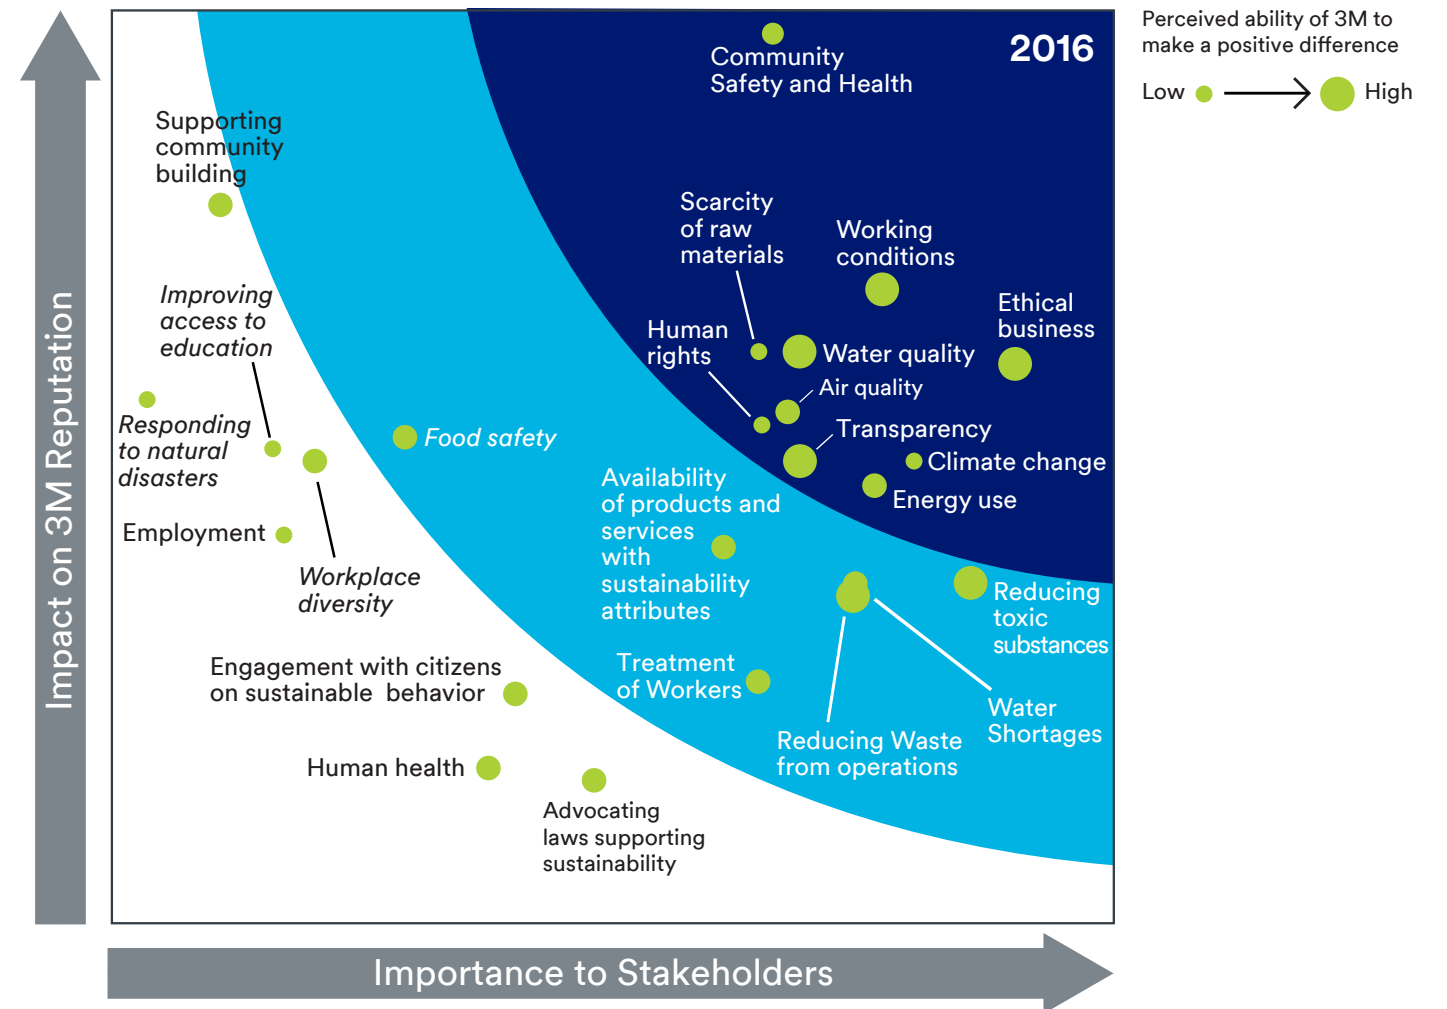 Perceived ability of 3M to
make a positive difference
Low
High
2016
Community
Safety and Health
Supporting
community
building
Scarcity
of raw
materials
Working
conditions
Improving
access to
education
Ethical
business
Human
rights
Water quality
Air quality
Responding
to natural
disasters
Food safety
Transparency
Climate change
Availability
of products and
services
with
sustainability
attributes
Energy use
Employment
Workplace
diversity
Reducing
toxic
substances
Engagement with citizens
on sustainable behavior
Treatment
of Workers
Water
Shortages
Reducing Waste
from operations
Human health
Advocating
laws supporting
sustainability
Impact on 3M Reputation
Importance to Stakeholders